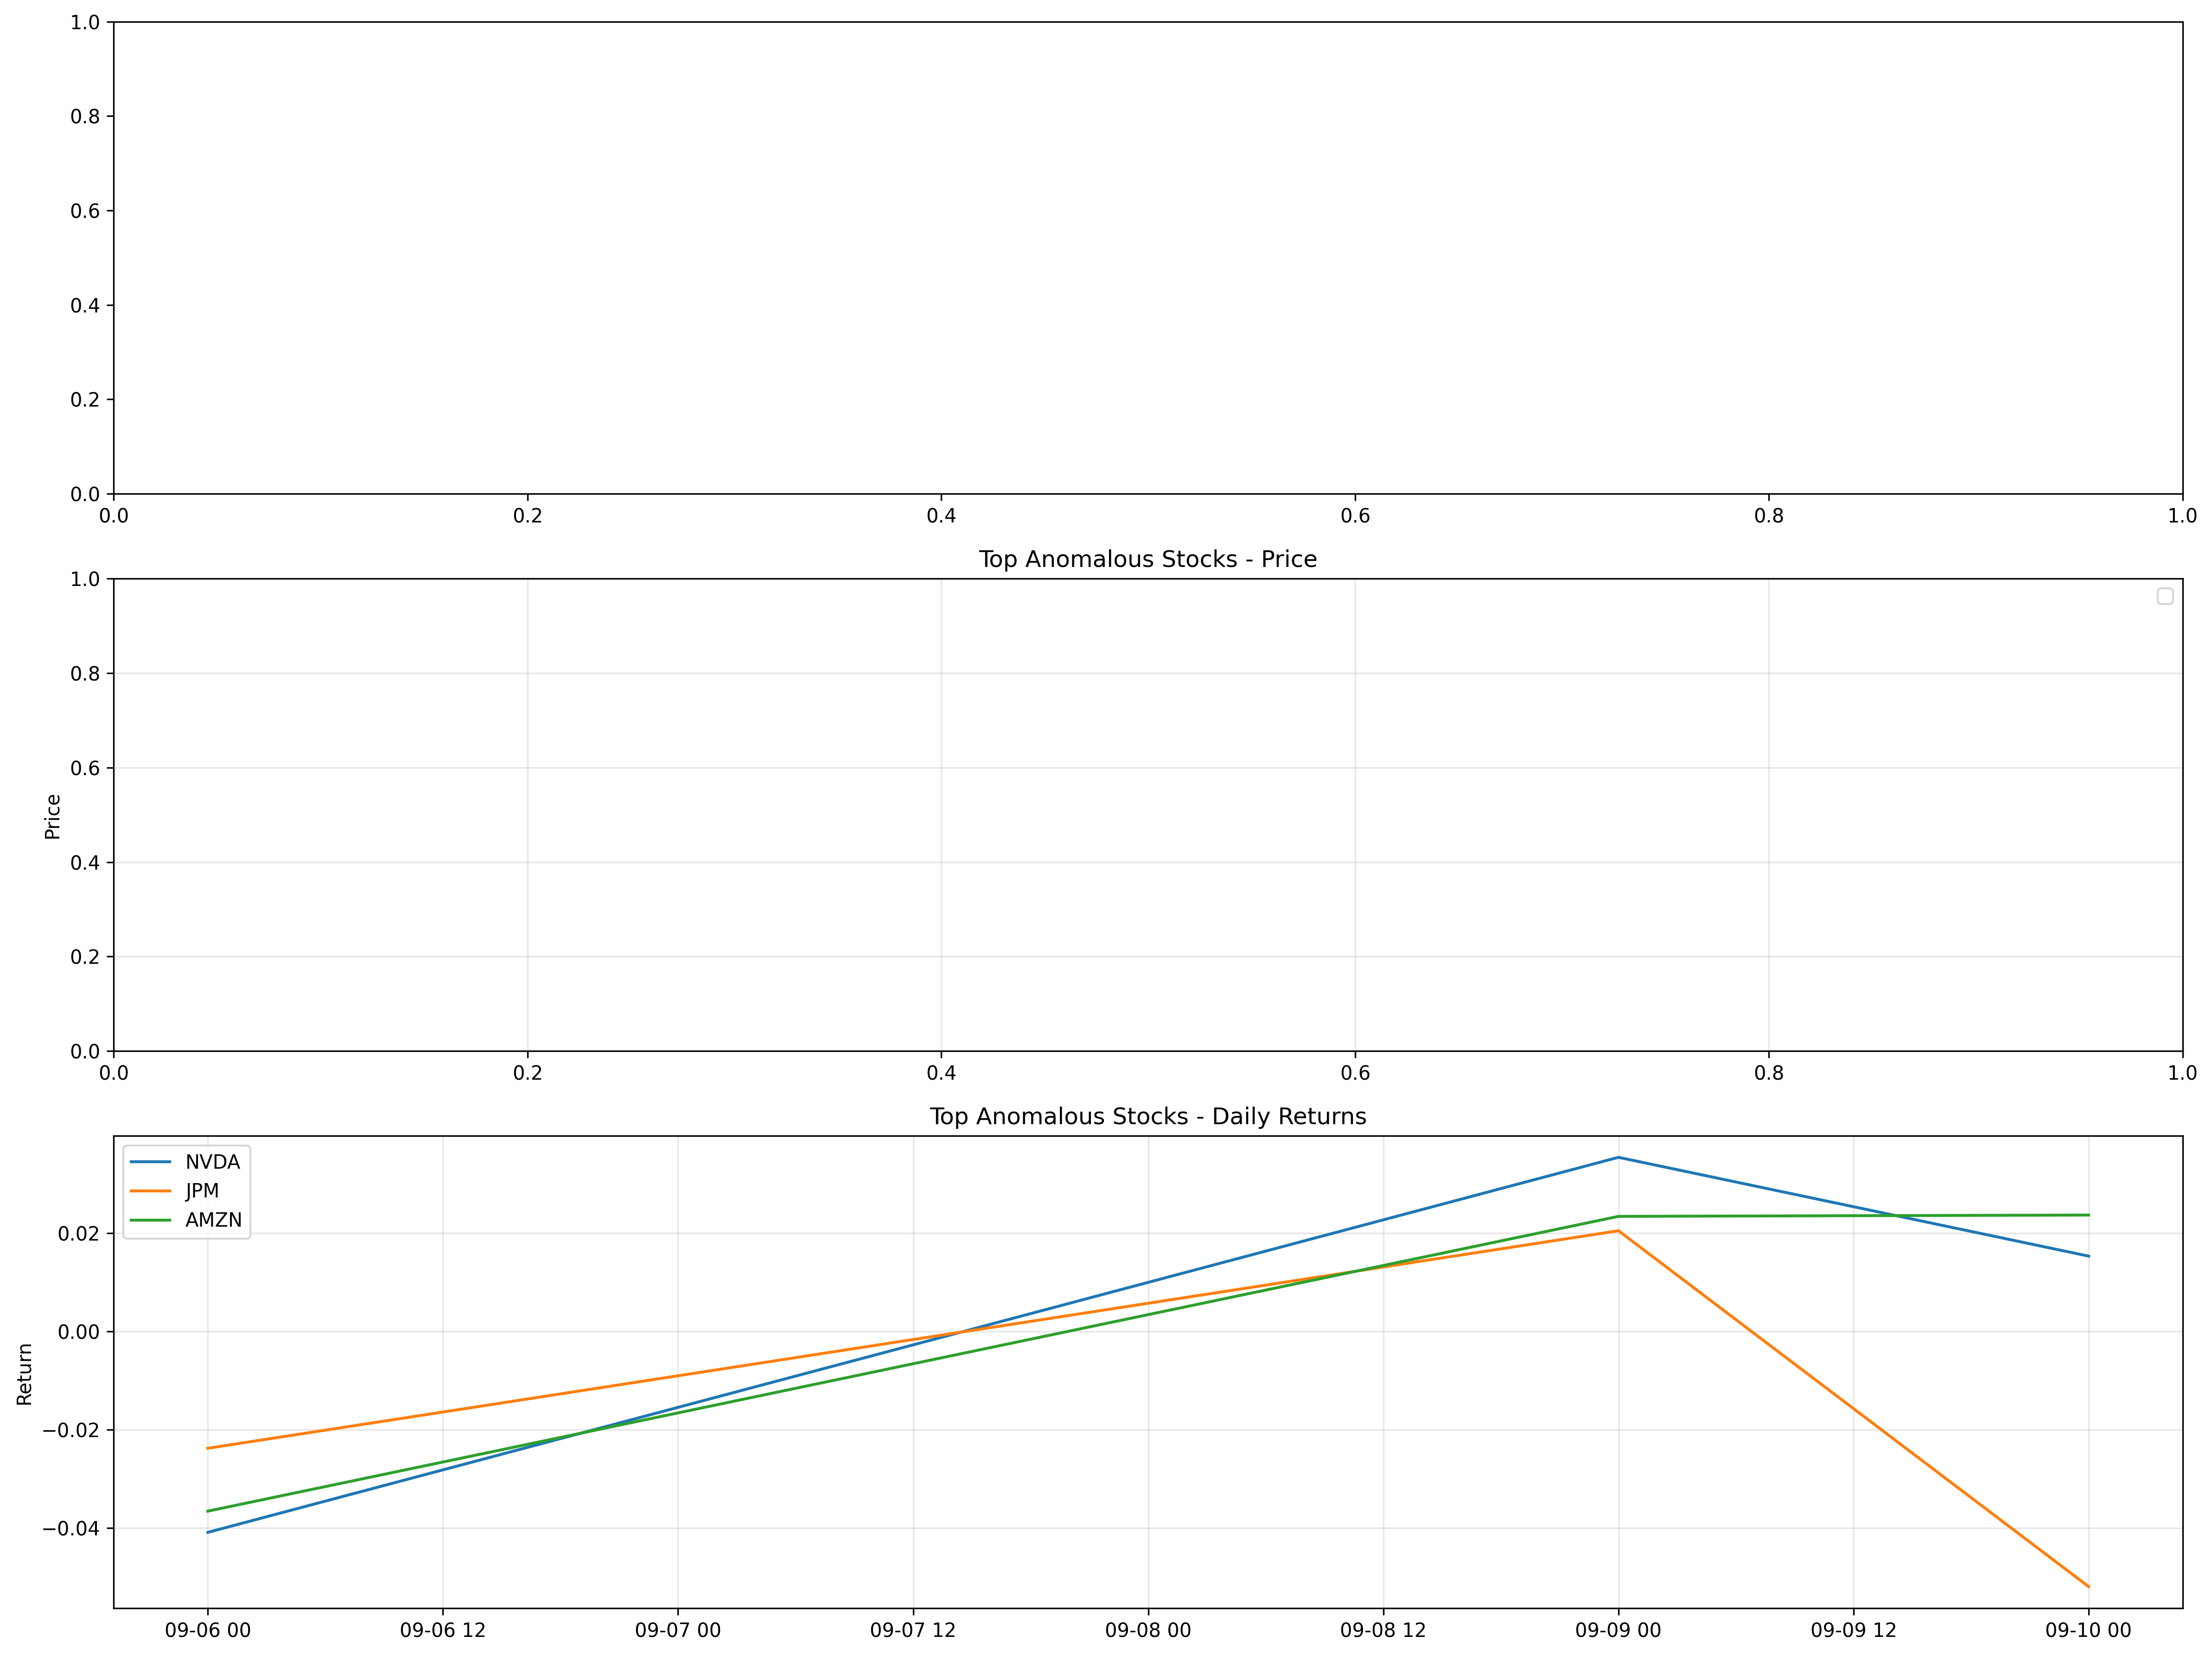 1.0
0.8
0.6
0.4
0.2
0.0
0.0 0.2 0.4 0.6 0.8 1.0
Top Anomalous Stocks - Price
1.0
0.8
0.6
0.4
0.2
0.0
Price
0.0 0.2 0.4 0.6 0.8 1.0
Top Anomalous Stocks - Daily Returns
NVDA
JPM
AMZN
0.02
0.00
−0.02
−0.04
Return
09-06 00 09-06 12 09-07 00 09-07 12 09-08 00 09-08 12 09-09 00 09-09 12 09-10 00